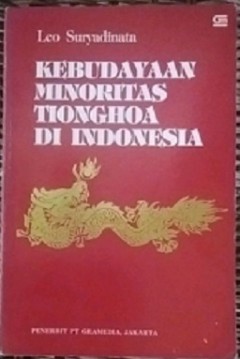 Leo Suryadinata
KEBUDAYAAN
MINORITAS
TIONGHOA
DI INDONESIA
PENERBIT PT GRAMEDIA, JAKARTA